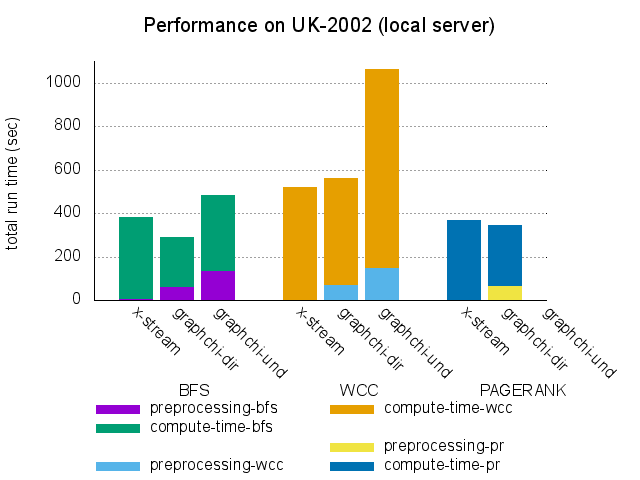 Performance on UK-2002 (local server)
total run time (sec)
1000
800
600
400
200
0
x-stream
graphchi-dir
graphchi-und
x-stream
graphchi-dir
graphchi-und
x-stream
graphchi-dir
graphchi-und
BFS WCC PAGERANK
preprocessing-bfs compute-time-wcc
compute-time-bfs
preprocessing-pr
preprocessing-wcc compute-time-pr